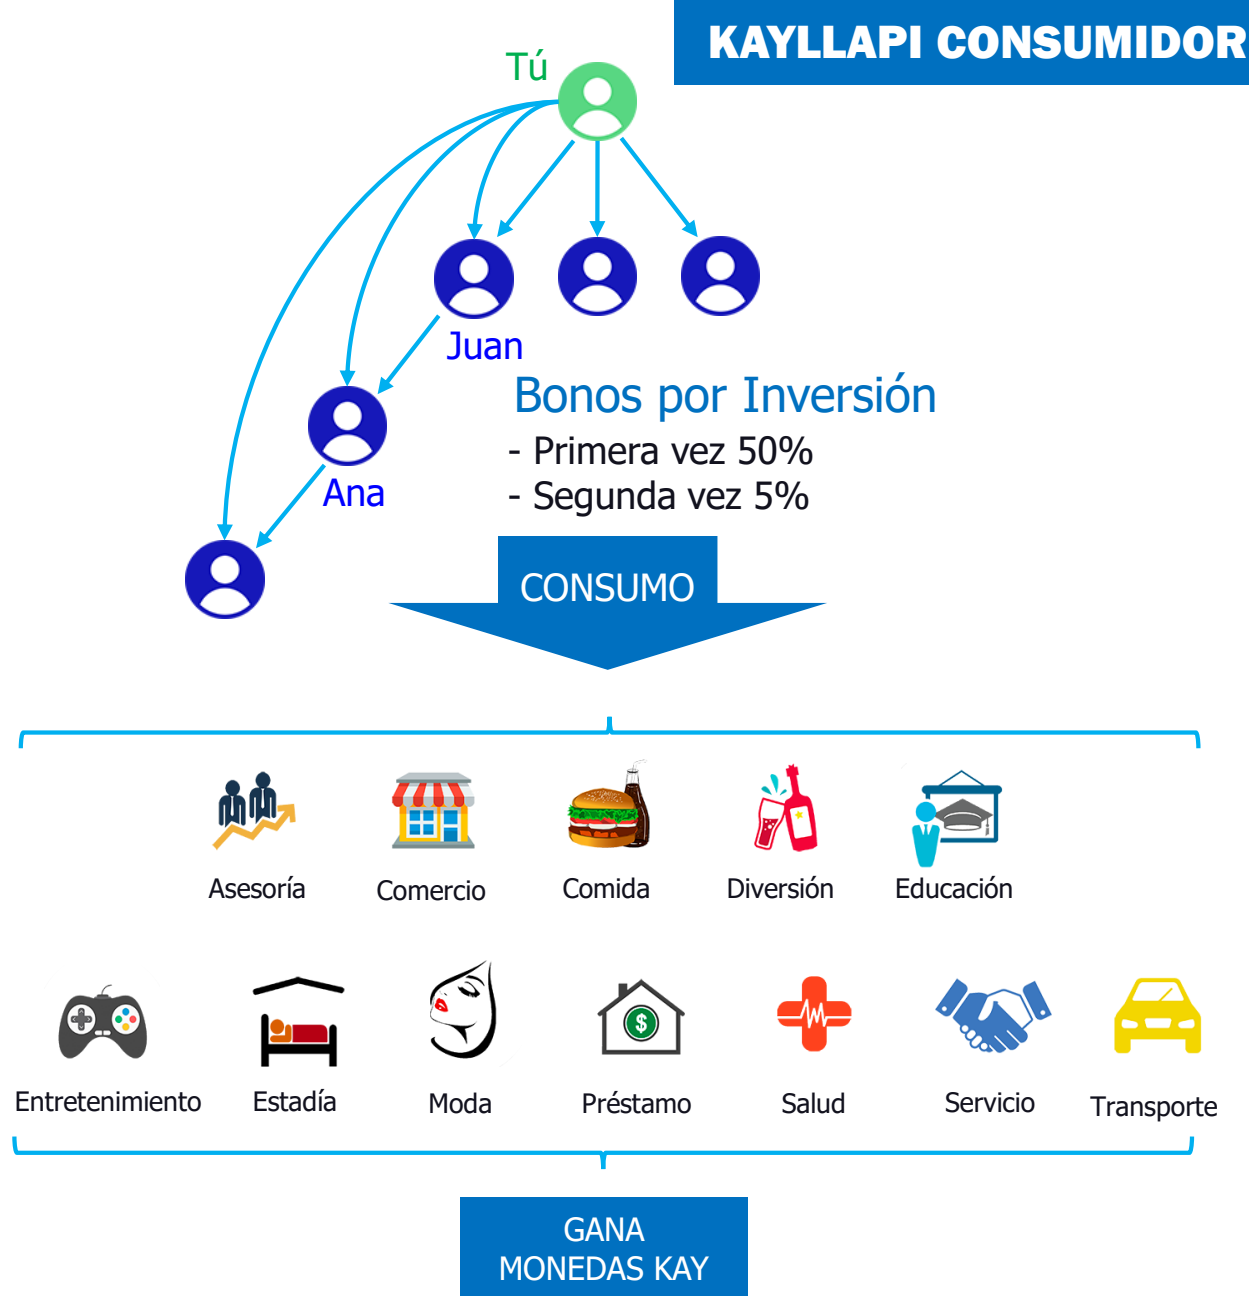 KAYLLAPI CONSUMIDOR
Tú
Juan
Ana
Bonos por Inversión
- Primera vez 50%
- Segunda vez 5%
CONSUMO
Asesoría
Comercio
Comida
Diversión
Educación
Entretenimiento
Estadía
Moda
Préstamo
$
Salud
Servicio
Transporte
GANA
MONEDAS KAY